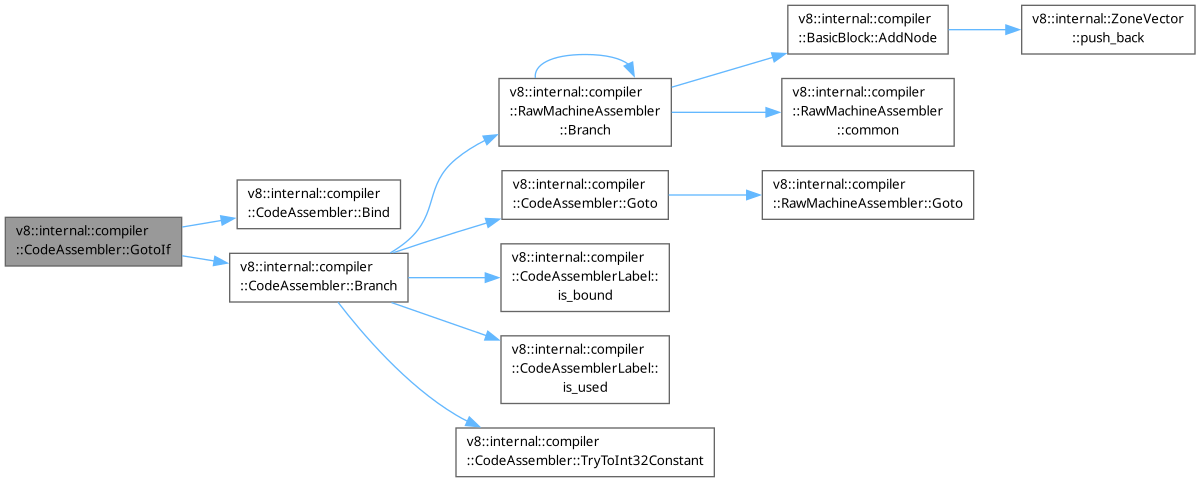 v8::internal::compiler
::CodeAssembler::GotoIf
v8::internal::compiler
::CodeAssembler::Bind
v8::internal::compiler
::CodeAssembler::Branch
v8::internal::compiler
::RawMachineAssembler
::Branch
v8::internal::compiler
::BasicBlock::AddNode
v8::internal::ZoneVector
::push_back
v8::internal::compiler
::RawMachineAssembler
::common
v8::internal::compiler
::CodeAssembler::Goto
v8::internal::compiler
::RawMachineAssembler::Goto
v8::internal::compiler
::CodeAssemblerLabel::
is_bound
v8::internal::compiler
::CodeAssemblerLabel::
is_used
v8::internal::compiler
::CodeAssembler::TryToInt32Constant